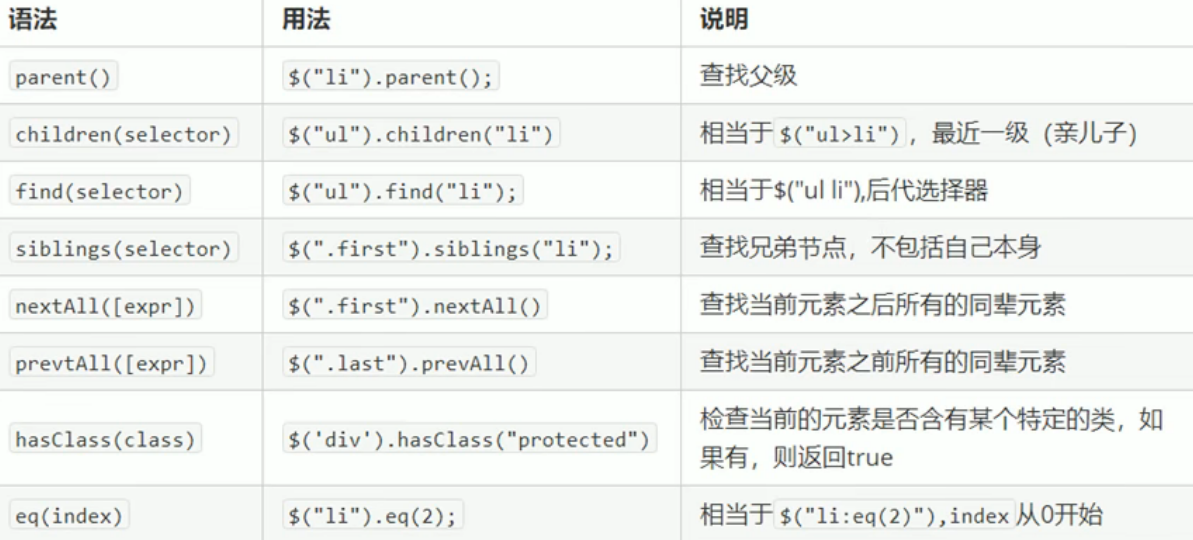 语法 用法 说明
parent() $("li").parent(); 查找父级
children(selector) $("ul").children("li") 相当于$("ul>li")，最近一级（亲儿子）
find(selector) $("ul").find("li"); 相当于$("ul li"),后代选择器
siblings(selector) $(".first").siblings("li"); 查找兄弟节点，不包括自己本身
nextAll([expr]) $(".first").nextAll() 查找当前元素之后所有的同辈元素
prevtAll([expr]) $(".last").prevAll() 查找当前元素之前所有的同辈元素
hasClass(class) $('div').hasClass("protected") 检查当前的元素是否含有某个特定的类，如
果有，则返回true
eq(index) $("li").eq(2); 相当于$("li:eq(2)"),index从0开始